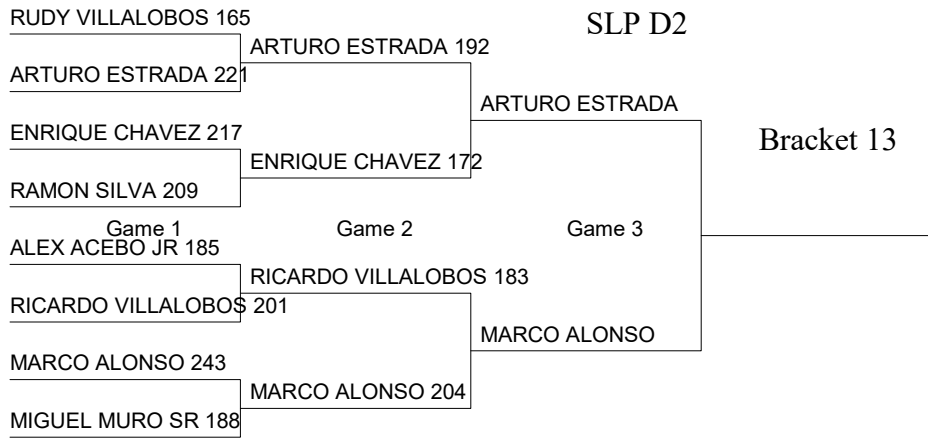 RUDY VILLALOBOS 165
SLP D2
ARTURO ESTRADA 192
ARTURO ESTRADA 221
ARTURO ESTRADA
ENRIQUE CHAVEZ 217
Bracket 13
ENRIQUE CHAVEZ 172
RAMON SILVA 209
Game 1
Game 2
Game 3
ALEX ACEBO JR 185
RICARDO VILLALOBOS 183
RICARDO VILLALOBOS 201
MARCO ALONSO
MARCO ALONSO 243
MARCO ALONSO 204
MIGUEL MURO SR 188